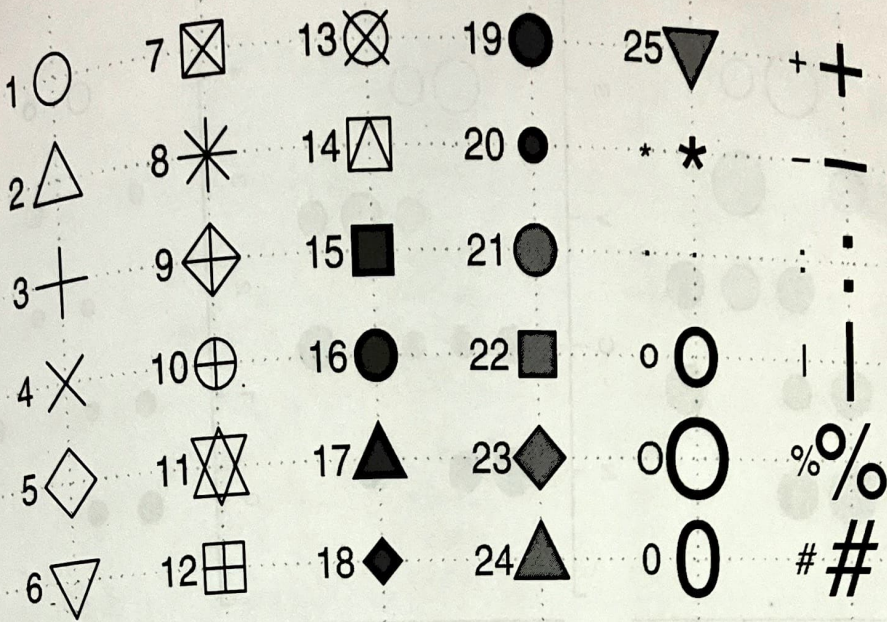 1 ○ 7 ⊠ 13 ⊗ 19 ● 25 ▼ + +
2 △ 8 ✳ 14 ◺ 20 ● * * - -
3 + 9 ⟠ 15 ■ 21 ● . . : :
4 × 10 ⊕ 16 ● 22 ■ o o | |
5 ◇ 11 ✡ 17 ▲ 23 ◆ O O % %
6 ▽ 12 ⊞ 18 ◆ 24 ▲ 0 0 # #